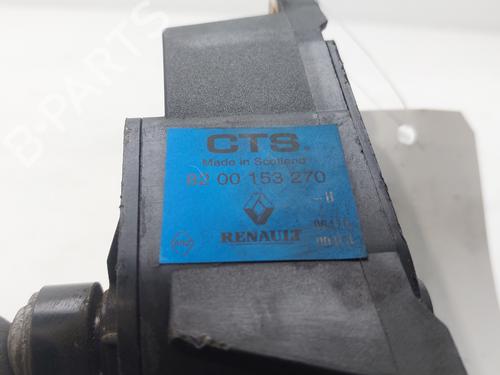 B-PARTS
CTS.
Made in Scotland
82 00 153 270
-H
RENAULT